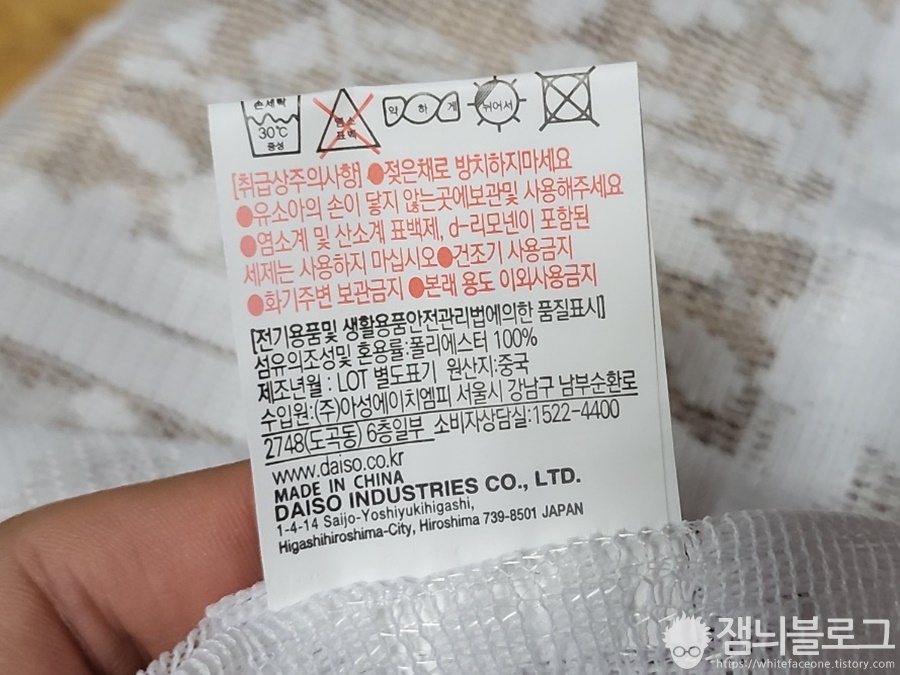 손세탁
30℃
중성
염소
표백
약하게
뉘어서
[취급상주의사항] ●젖은채로 방치하지마세요
●유소아의 손이 닿지 않는곳에보관및 사용해주세요
●염소계 및 산소계 표백제, d-리모넨이 포함된
세제는 사용하지 마십시오●건조기 사용금지
●화기주변 보관금지 ●본래 용도 이외사용금지
[전기용품및 생활용품안전관리법에의한 품질표시]
섬유의조성및 혼용률:폴리에스터 100%
제조년월 : LOT 별도표기 원산지:중국
수입원:(주)아성에이치엠피 서울시 강남구 남부순환로
2748(도곡동) 6층일부 소비자상담실:1522-4400
www.daiso.co.kr
MADE IN CHINA
DAISO INDUSTRIES CO., LTD.
1-4-14 Saijo-Yoshiyukihigashi,
Higashihiroshima-City, Hiroshima 739-8501 JAPAN
잼늬블로그
https://whitefaceone.tistory.com